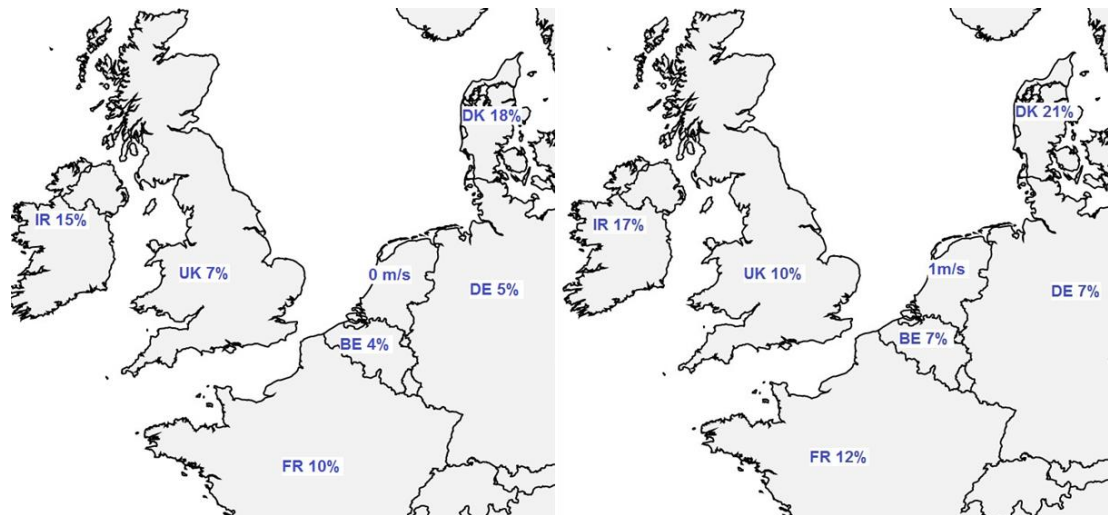 DK 18%
IR 15%
UK 7%
0 m/s
DE 5%
BE 4%
FR 10%
DK 21%
IR 17%
UK 10%
1m/s
DE 7%
BE 7%
FR 12%